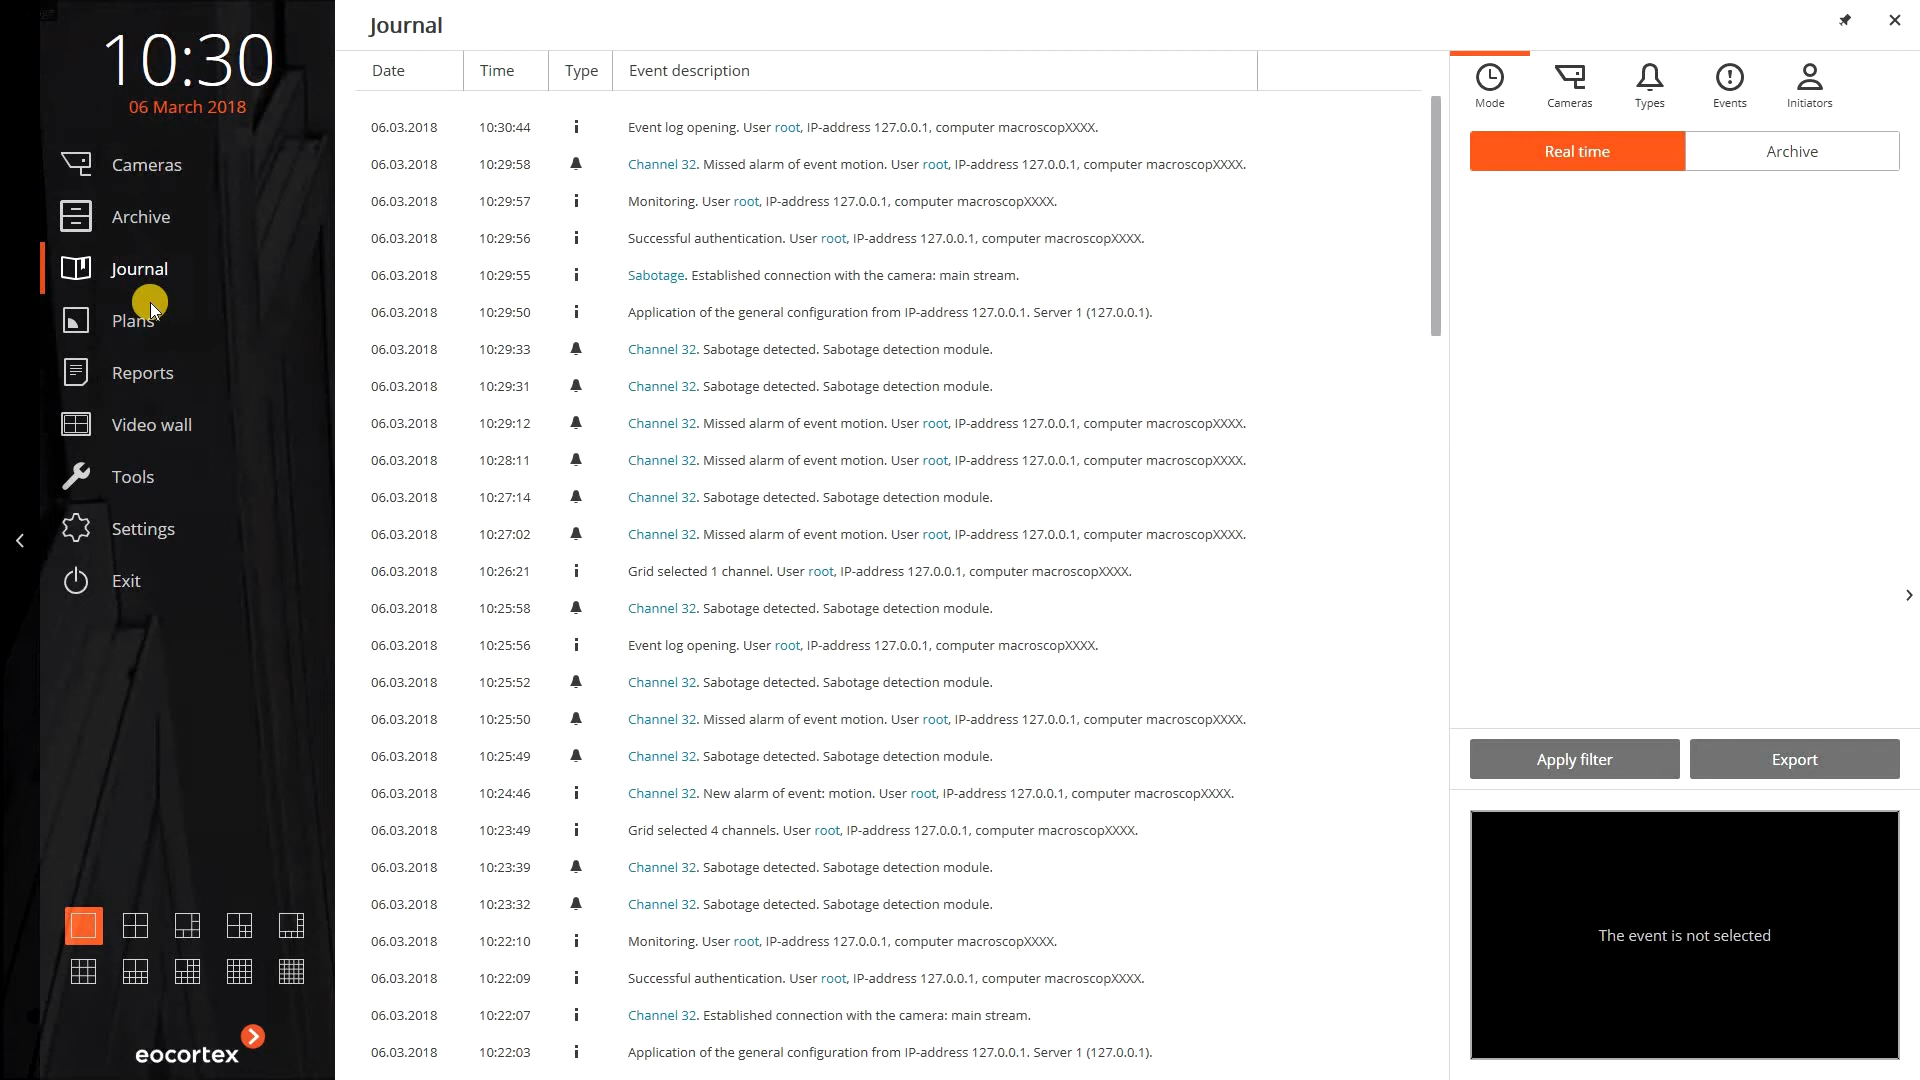 10:30
06 March 2018
Cameras
Archive
Journal
Plans
Reports
Video wall
Tools
Settings
Exit
eocortex
Journal
Date Time Type Event description
06.03.2018 10:30:44 Event log opening. User root, IP-address 127.0.0.1, computer macroscopXXXX.
06.03.2018 10:29:58 Channel 32. Missed alarm of event motion. User root, IP-address 127.0.0.1, computer macroscopXXXX.
06.03.2018 10:29:57 Monitoring. User root, IP-address 127.0.0.1, computer macroscopXXXX.
06.03.2018 10:29:56 Successful authentication. User root, IP-address 127.0.0.1, computer macroscopXXXX.
06.03.2018 10:29:55 Sabotage. Established connection with the camera: main stream.
06.03.2018 10:29:50 Application of the general configuration from IP-address 127.0.0.1. Server 1 (127.0.0.1).
06.03.2018 10:29:33 Channel 32. Sabotage detected. Sabotage detection module.
06.03.2018 10:29:31 Channel 32. Sabotage detected. Sabotage detection module.
06.03.2018 10:29:12 Channel 32. Missed alarm of event motion. User root, IP-address 127.0.0.1, computer macroscopXXXX.
06.03.2018 10:28:11 Channel 32. Missed alarm of event motion. User root, IP-address 127.0.0.1, computer macroscopXXXX.
06.03.2018 10:27:14 Channel 32. Sabotage detected. Sabotage detection module.
06.03.2018 10:27:02 Channel 32. Missed alarm of event motion. User root, IP-address 127.0.0.1, computer macroscopXXXX.
06.03.2018 10:26:21 Grid selected 1 channel. User root, IP-address 127.0.0.1, computer macroscopXXXX.
06.03.2018 10:25:58 Channel 32. Sabotage detected. Sabotage detection module.
06.03.2018 10:25:56 Event log opening. User root, IP-address 127.0.0.1, computer macroscopXXXX.
06.03.2018 10:25:52 Channel 32. Sabotage detected. Sabotage detection module.
06.03.2018 10:25:50 Channel 32. Missed alarm of event motion. User root, IP-address 127.0.0.1, computer macroscopXXXX.
06.03.2018 10:25:49 Channel 32. Sabotage detected. Sabotage detection module.
06.03.2018 10:24:46 Channel 32. New alarm of event: motion. User root, IP-address 127.0.0.1, computer macroscopXXXX.
06.03.2018 10:23:49 Grid selected 4 channels. User root, IP-address 127.0.0.1, computer macroscopXXXX.
06.03.2018 10:23:39 Channel 32. Sabotage detected. Sabotage detection module.
06.03.2018 10:23:32 Channel 32. Sabotage detected. Sabotage detection module.
06.03.2018 10:22:10 Monitoring. User root, IP-address 127.0.0.1, computer macroscopXXXX.
06.03.2018 10:22:09 Successful authentication. User root, IP-address 127.0.0.1, computer macroscopXXXX.
06.03.2018 10:22:07 Channel 32. Established connection with the camera: main stream.
06.03.2018 10:22:03 Application of the general configuration from IP-address 127.0.0.1. Server 1 (127.0.0.1).
Mode Cameras Types Events Initiators
Real time Archive
Apply filter Export
The event is not selected